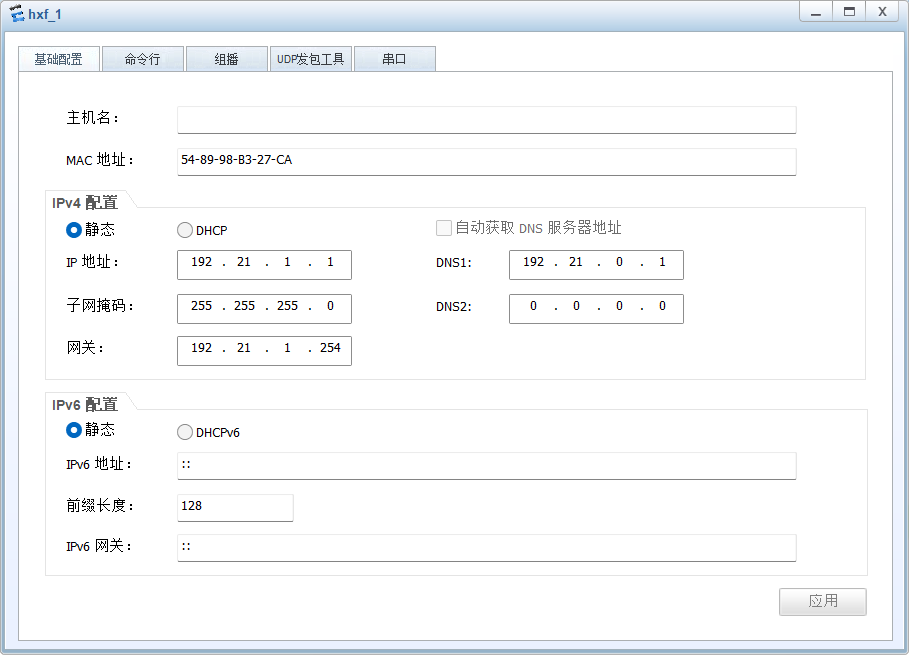 hxf_1
基础配置 命令行 组播 UDP发包工具 串口
主机名：
MAC 地址： 54-89-98-B3-27-CA
IPv4 配置
静态 DHCP 自动获取 DNS 服务器地址
IP 地址： 192 . 21 . 1 . 1 DNS1: 192 . 21 . 0 . 1
子网掩码： 255 . 255 . 255 . 0 DNS2: 0 . 0 . 0 . 0
网关： 192 . 21 . 1 . 254
IPv6 配置
静态 DHCPv6
IPv6 地址： ::
前缀长度： 128
IPv6 网关： ::
应用